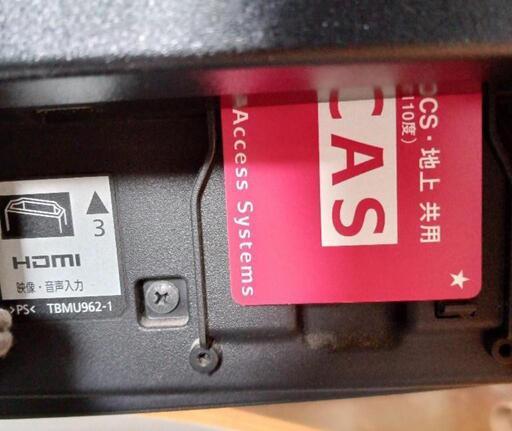 3
HDMI
映像・音声入力
>PS< TBMU962-1
CS・地上 共用
110度)
CAS
Access Systems